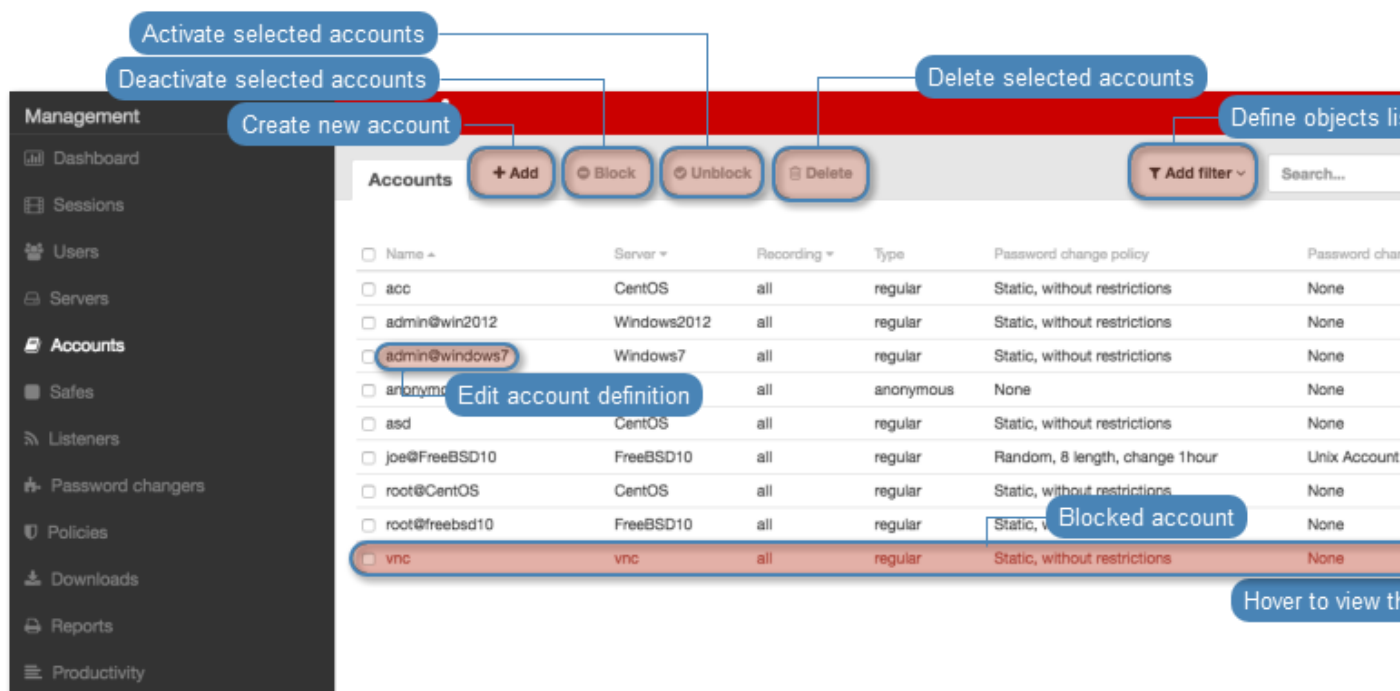 Activate selected accounts
Deactivate selected accounts
Delete selected accounts
Management
Create new account
Define objects li
Dashboard
Sessions
Users
Servers
Accounts
Safes
Listeners
Password changers
Policies
Downloads
Reports
Productivity
Accounts
+ Add
Block
Unblock
Delete
Add filter
Search...
Name Server Recording Type Password change policy Password char
acc CentOS all regular Static, without restrictions None
admin@win2012 Windows2012 all regular Static, without restrictions None
admin@windows7 Windows7 all regular Static, without restrictions None
Edit account definition all anonymous None None
asd CentOS all regular Static, without restrictions None
joe@FreeBSD10 FreeBSD10 all regular Random, 8 length, change 1hour Unix Account
root@CentOS CentOS all regular Static, without restrictions None
root@freebsd10 FreeBSD10 all regular Static, None
Blocked account
vnc vnc all regular Static, without restrictions None
Hover to view th